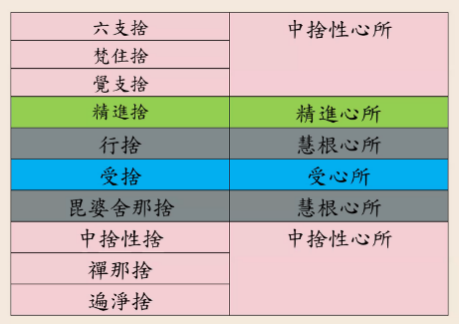 六支捨 中捨性心所
梵住捨
覺支捨
精進捨 精進心所
行捨 慧根心所
受捨 受心所
毘婆舍那捨 慧根心所
中捨性捨 中捨性心所
禪那捨
遍淨捨